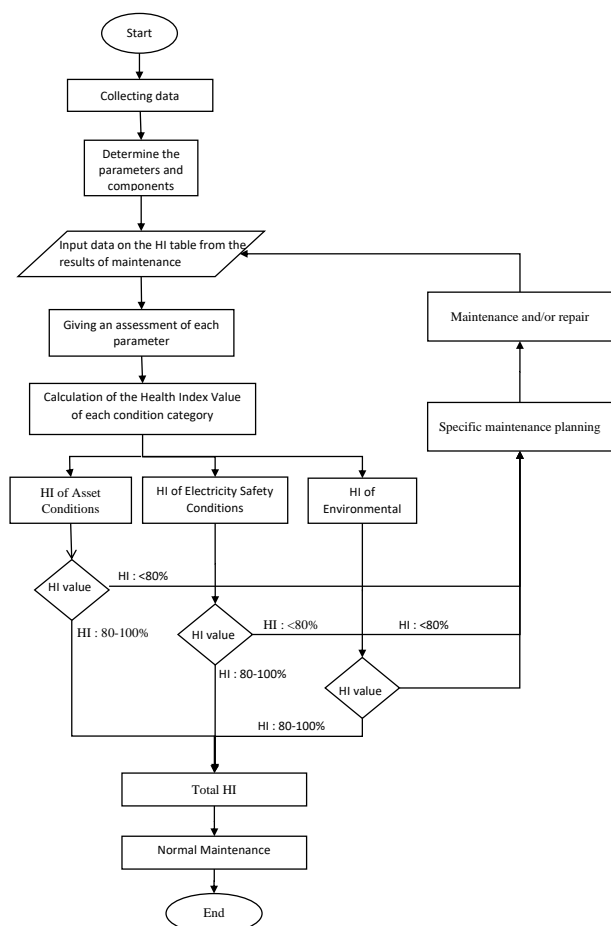 Start
Collecting data
Determine the
parameters and
components
Input data on the HI table from the
results of maintenance
Giving an assessment of each
parameter
Maintenance and/or repair
Calculation of the Health Index Value
of each condition category
Specific maintenance planning
HI of Asset
Conditions
HI of Electricity Safety
Conditions
HI of
Environmental
HI value
HI : <80%
HI : 80-100%
HI value
HI : <80%
HI : <80%
HI : 80-100%
HI value
HI : 80-100%
Total HI
Normal Maintenance
End